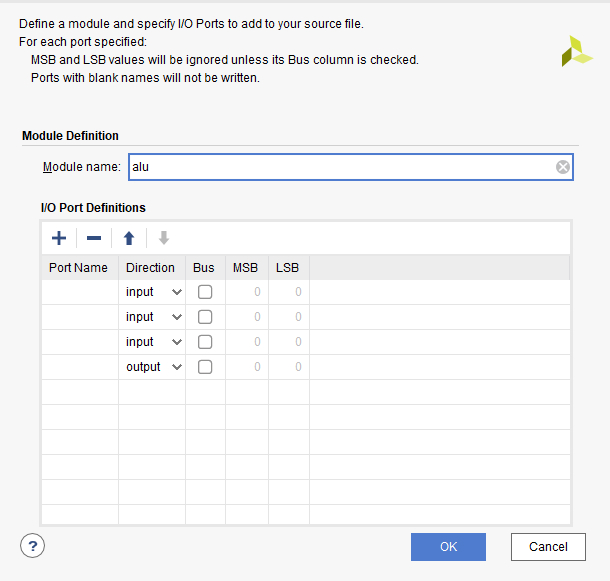 Define a module and specify I/O Ports to add to your source file.
For each port specified:
MSB and LSB values will be ignored unless its Bus column is checked.
Ports with blank names will not be written.
Module Definition
Module name: alu
I/O Port Definitions
Port Name Direction Bus MSB LSB
input 0 0
input 0 0
input 0 0
output 0 0
? OK Cancel